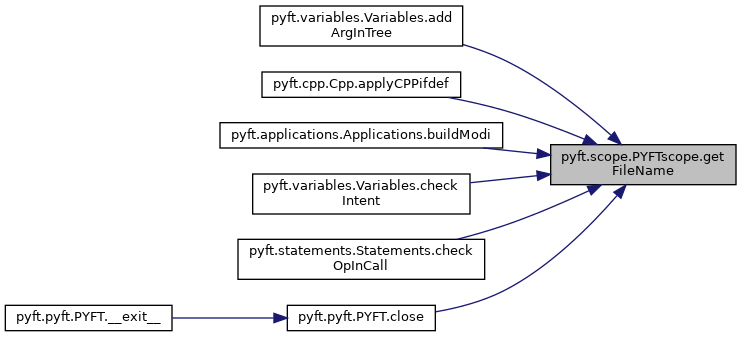 pyft.variables.Variables.add
ArgInTree
pyft.cpp.Cpp.applyCPPifdef
pyft.applications.Applications.buildModi
pyft.scope.PYFTscope.get
FileName
pyft.variables.Variables.check
Intent
pyft.statements.Statements.check
OpInCall
pyft.pyft.PYFT.__exit__
pyft.pyft.PYFT.close